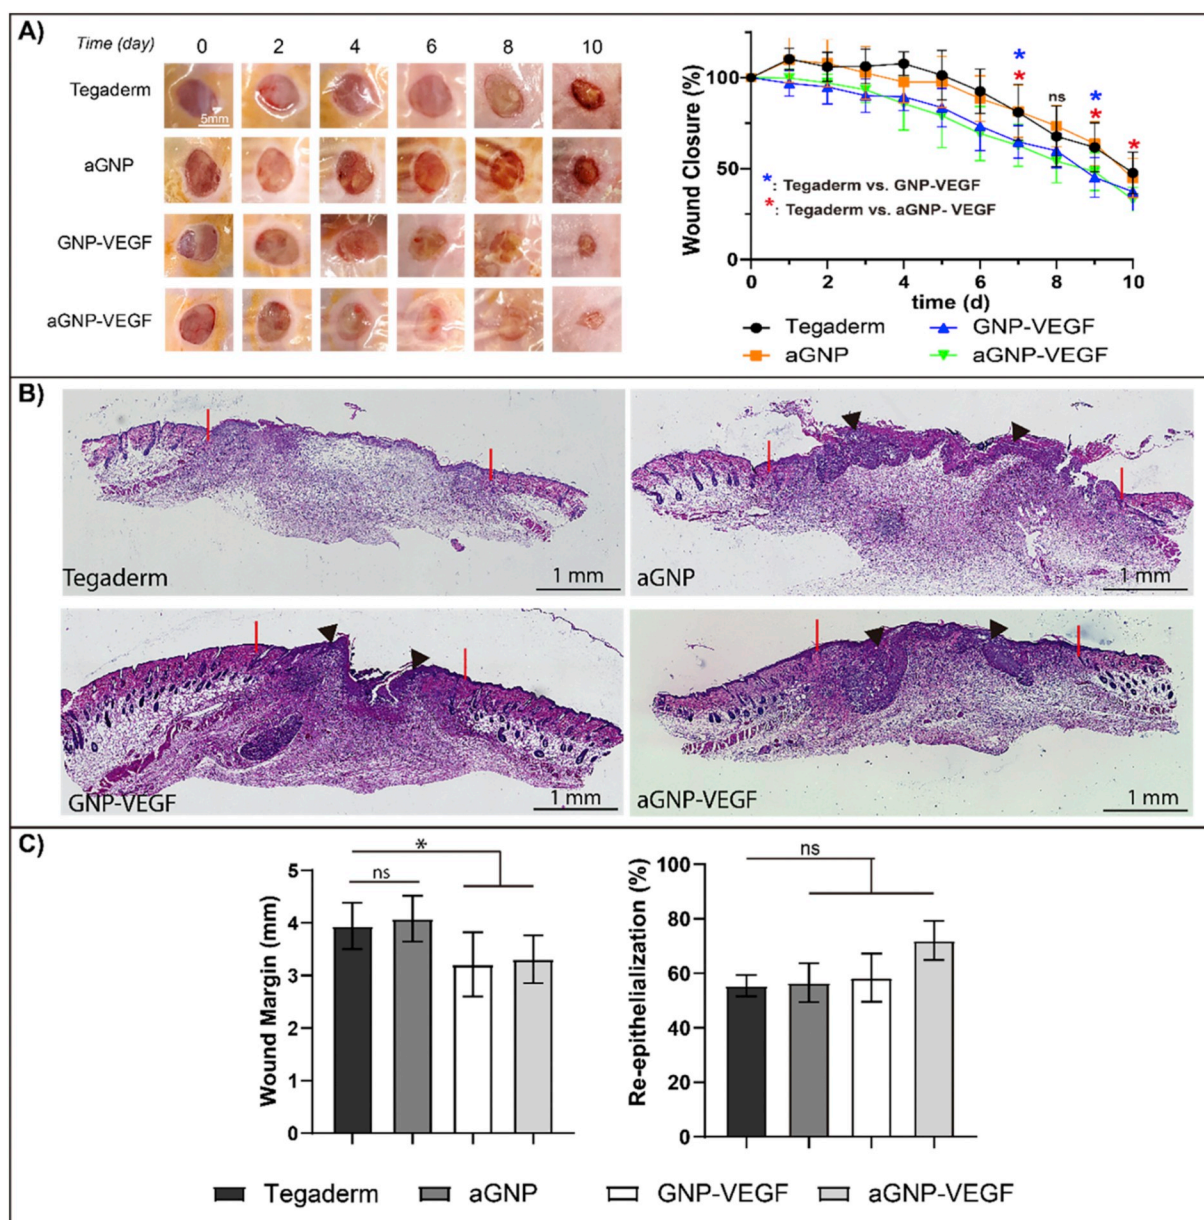 A)
Time (day) 0 2 4 6 8 10
Tegaderm
5mm
aGNP
GNP-VEGF
aGNP-VEGF
Wound Closure (%)
100
50
0
* *
* ns * *
*: Tegaderm vs. GNP-VEGF
*: Tegaderm vs. aGNP- VEGF
0 2 4 6 8 10
time (d)
Tegaderm GNP-VEGF
aGNP aGNP-VEGF
B)
Tegaderm 1 mm
aGNP 1 mm
GNP-VEGF 1 mm
aGNP-VEGF 1 mm
C)
Wound Margin (mm)
5
4
3
2
1
0
*
ns
Re-epithelialization (%)
100
80
60
40
20
0
ns
Tegaderm aGNP GNP-VEGF aGNP-VEGF